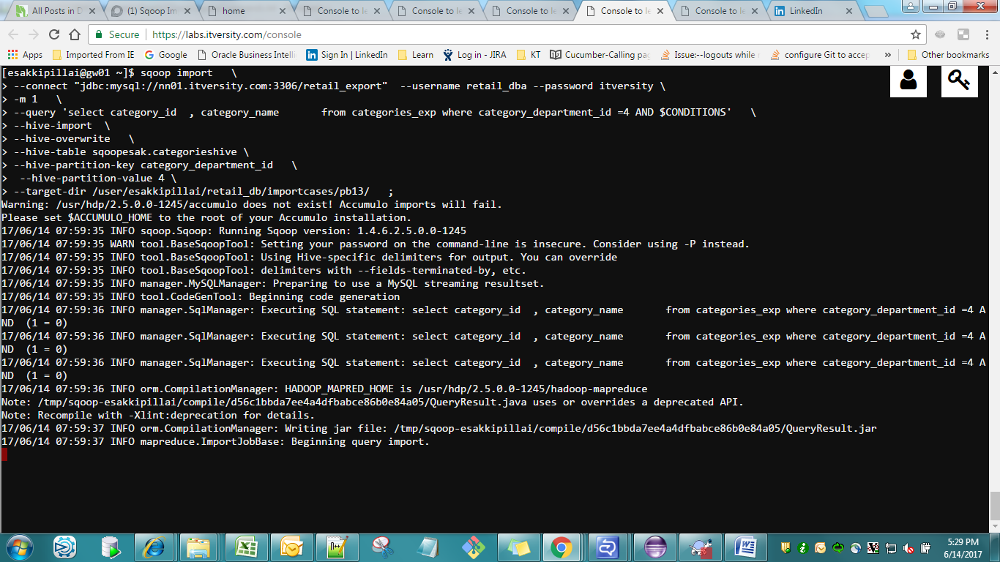 All Posts in D
(1) Sqoop Im
home
Console to le
Console to le
Console to le
Console to le
Console to le
LinkedIn
Secure
https://labs.itversity.com/console
Apps
Imported From IE
Google
Oracle Business Intelli
Sign In | LinkedIn
Learn
Log in - JIRA
KT
Cucumber-Calling pag
Issue:--logouts while
configure Git to accep
»
Other bookmarks
[esakkipillai@gw01 ~]$ sqoop import   \
> --connect "jdbc:mysql://nn01.itversity.com:3306/retail_export"  --username retail_dba --password itversity \
> -m 1   \
> --query 'select category_id  , category_name       from categories_exp where category_department_id =4 AND $CONDITIONS'   \
> --hive-import  \
> --hive-overwrite   \
> --hive-table sqoopesak.categorieshive \
> --hive-partition-key category_department_id   \
>  --hive-partition-value 4 \
> --target-dir /user/esakkipillai/retail_db/importcases/pb13/   ;
Warning: /usr/hdp/2.5.0.0-1245/accumulo does not exist! Accumulo imports will fail.
Please set $ACCUMULO_HOME to the root of your Accumulo installation.
17/06/14 07:59:35 INFO sqoop.Sqoop: Running Sqoop version: 1.4.6.2.5.0.0-1245
17/06/14 07:59:35 WARN tool.BaseSqoopTool: Setting your password on the command-line is insecure. Consider using -P instead.
17/06/14 07:59:35 INFO tool.BaseSqoopTool: Using Hive-specific delimiters for output. You can override
17/06/14 07:59:35 INFO tool.BaseSqoopTool: delimiters with --fields-terminated-by, etc.
17/06/14 07:59:35 INFO manager.MySQLManager: Preparing to use a MySQL streaming resultset.
17/06/14 07:59:35 INFO tool.CodeGenTool: Beginning code generation
17/06/14 07:59:36 INFO manager.SqlManager: Executing SQL statement: select category_id  , category_name       from categories_exp where category_department_id =4 A
ND  (1 = 0)
17/06/14 07:59:36 INFO manager.SqlManager: Executing SQL statement: select category_id  , category_name       from categories_exp where category_department_id =4 A
ND  (1 = 0)
17/06/14 07:59:36 INFO manager.SqlManager: Executing SQL statement: select category_id  , category_name       from categories_exp where category_department_id =4 A
ND  (1 = 0)
17/06/14 07:59:36 INFO orm.CompilationManager: HADOOP_MAPRED_HOME is /usr/hdp/2.5.0.0-1245/hadoop-mapreduce
Note: /tmp/sqoop-esakkipillai/compile/d56c1bbda7ee4a4dfbabce86b0e84a05/QueryResult.java uses or overrides a deprecated API.
Note: Recompile with -Xlint:deprecation for details.
17/06/14 07:59:37 INFO orm.CompilationManager: Writing jar file: /tmp/sqoop-esakkipillai/compile/d56c1bbda7ee4a4dfbabce86b0e84a05/QueryResult.jar
17/06/14 07:59:37 INFO mapreduce.ImportJobBase: Beginning query import.
5:29 PM
6/14/2017